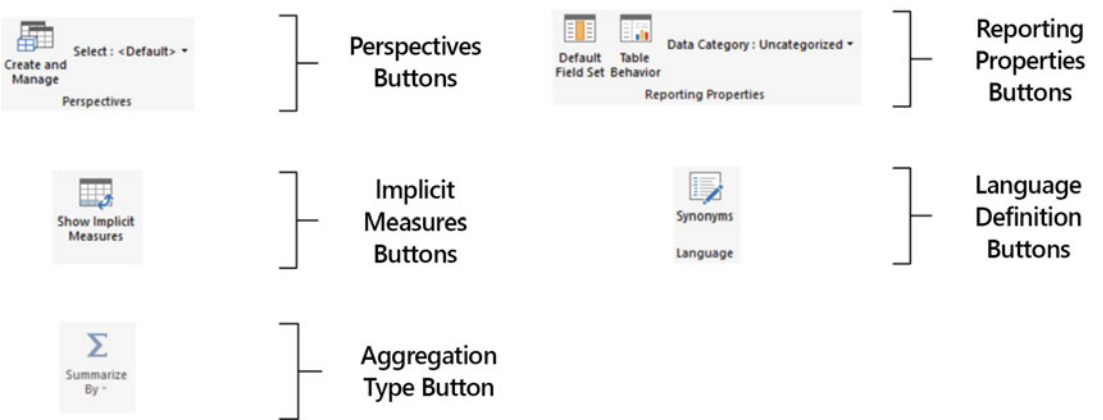 Create and
Manage
Select : <Default>
Perspectives
Perspectives
Buttons
Default
Field Set
Table
Behavior
Data Category : Uncategorized
Reporting Properties
Reporting
Properties
Buttons
Show Implicit
Measures
Implicit
Measures
Buttons
Synonyms
Language
Language
Definition
Buttons
Σ
Summarize
By
Aggregation
Type Button